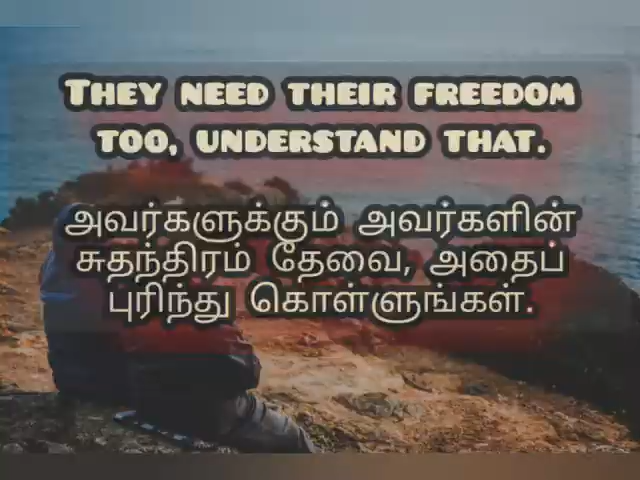 They need their freedom
too, understand that.
அவர்களுக்கும் அவர்களின்
சுதந்திரம் தேவை, அதைப்
புரிந்து கொள்ளுங்கள்.